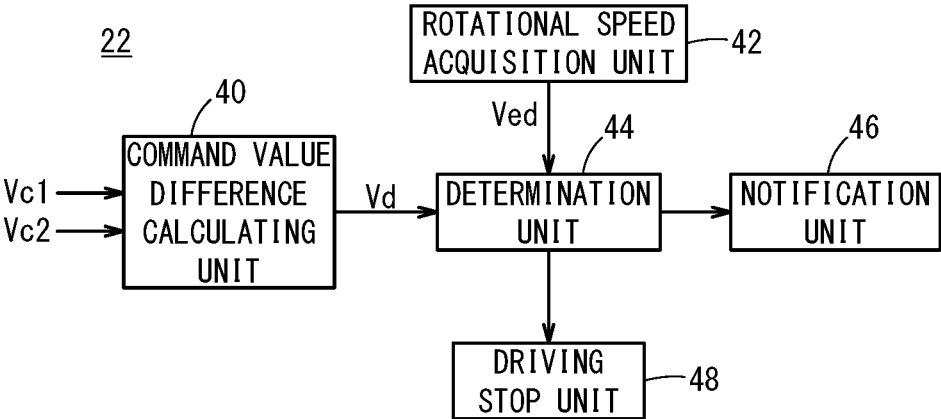 22
ROTATIONAL SPEED
ACQUISITION UNIT
42
Ved
40
COMMAND VALUE
DIFFERENCE
CALCULATING
UNIT
Vc1
Vc2
Vd
44
DETERMINATION
UNIT
46
NOTIFICATION
UNIT
DRIVING
STOP UNIT
48